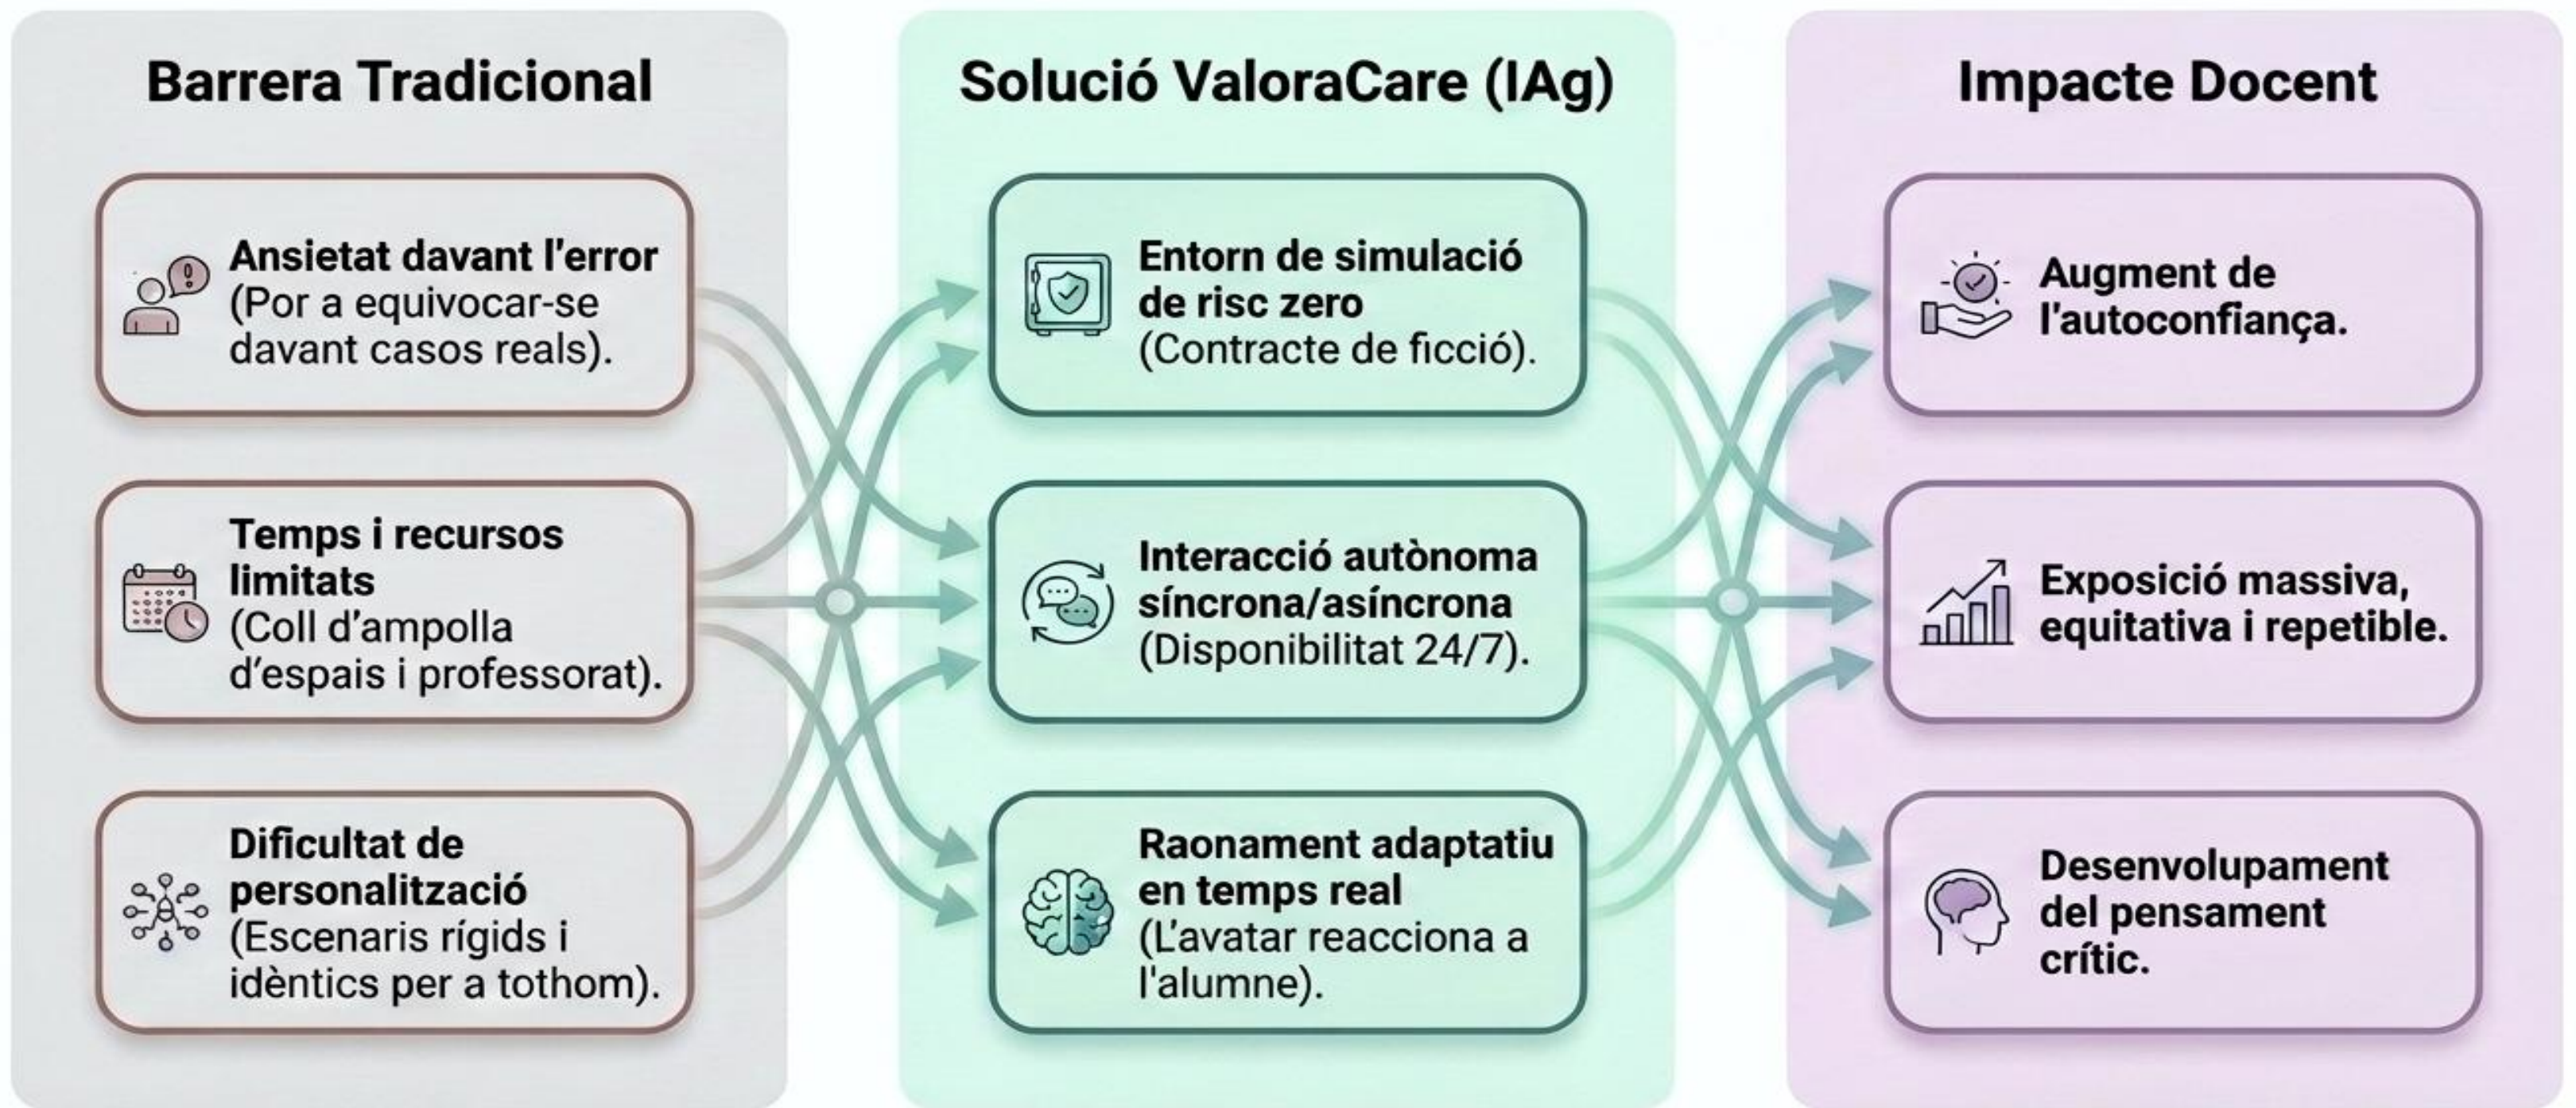 Barrera Tradicional
Ansietat davant l'error
(Por a equivocar-se
davant casos reals).
Temps i recursos
limitats
(Coll d'ampolla
d'espais i professorat).
Dificultat de
personalització
(Escenaris rígids i
idèntics per a tothom).
Solució ValoraCare (IAg)
Entorn de simulació
de risc zero
(Contracte de ficció).
Interacció autònoma
síncrona/asíncrona
(Disponibilitat 24/7).
Raonament adaptatiu
en temps real
(L'avatar reacciona a
l'alumne).
Impacte Docent
Augment de
l'autoconfiança.
Exposició massiva,
equitativa i repetible.
Desenvolupament
del pensament
crític.